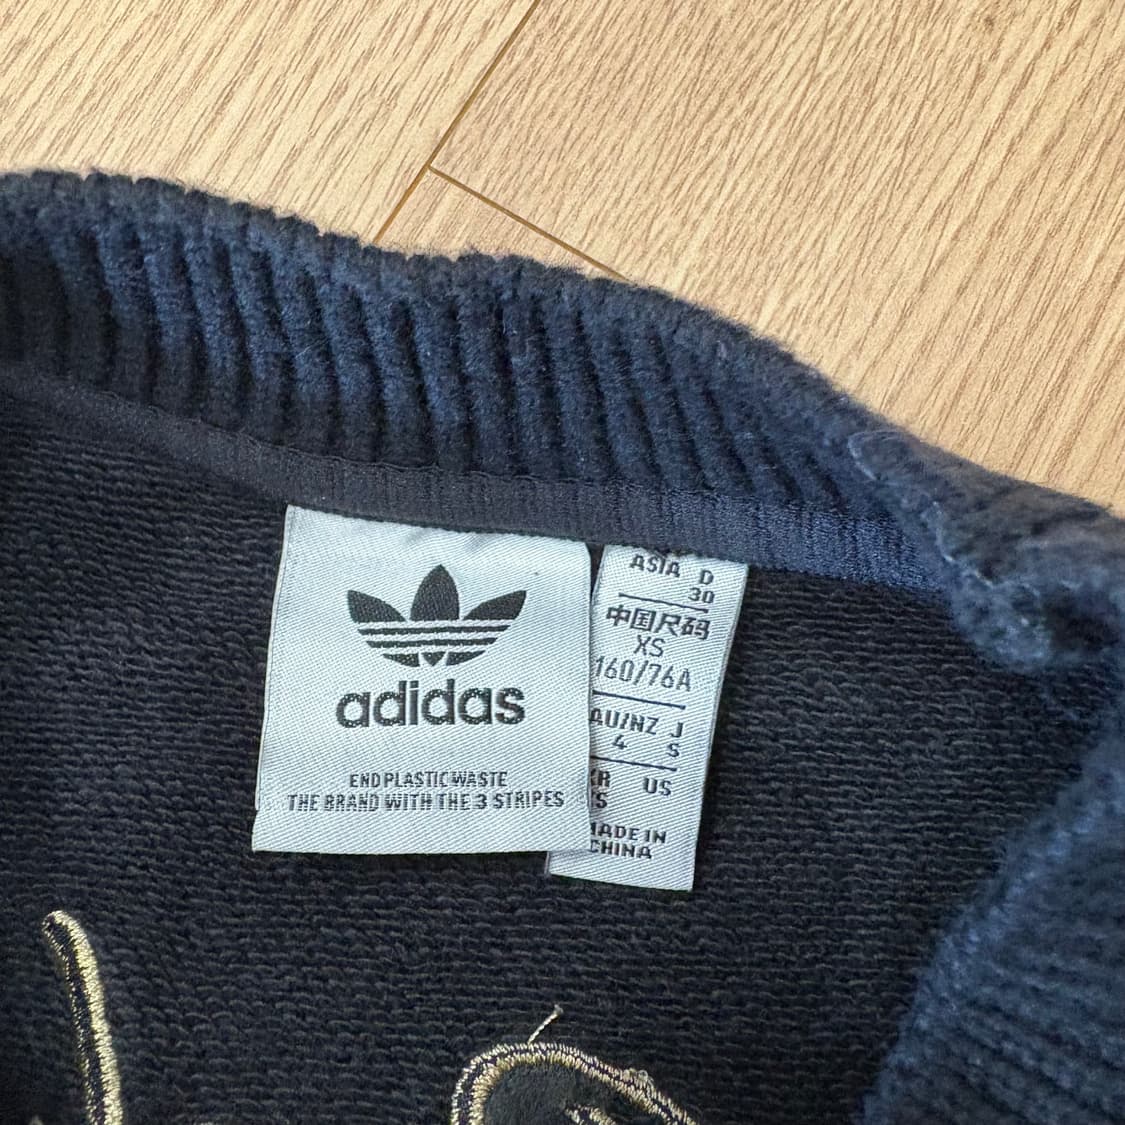 adidas
END PLASTIC WASTE
THE BRAND WITH THE 3 STRIPES
ASIA D
30
中国尺码
XS
160/76A
AU/NZ J
4 S
US
MADE IN
CHINA